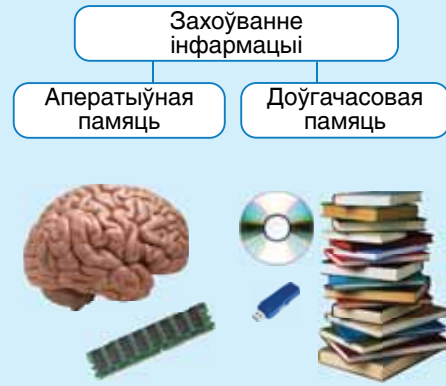 Захоўванне
інфармацыі
Аператыўная
памяць
Доўгачасовая
памяць